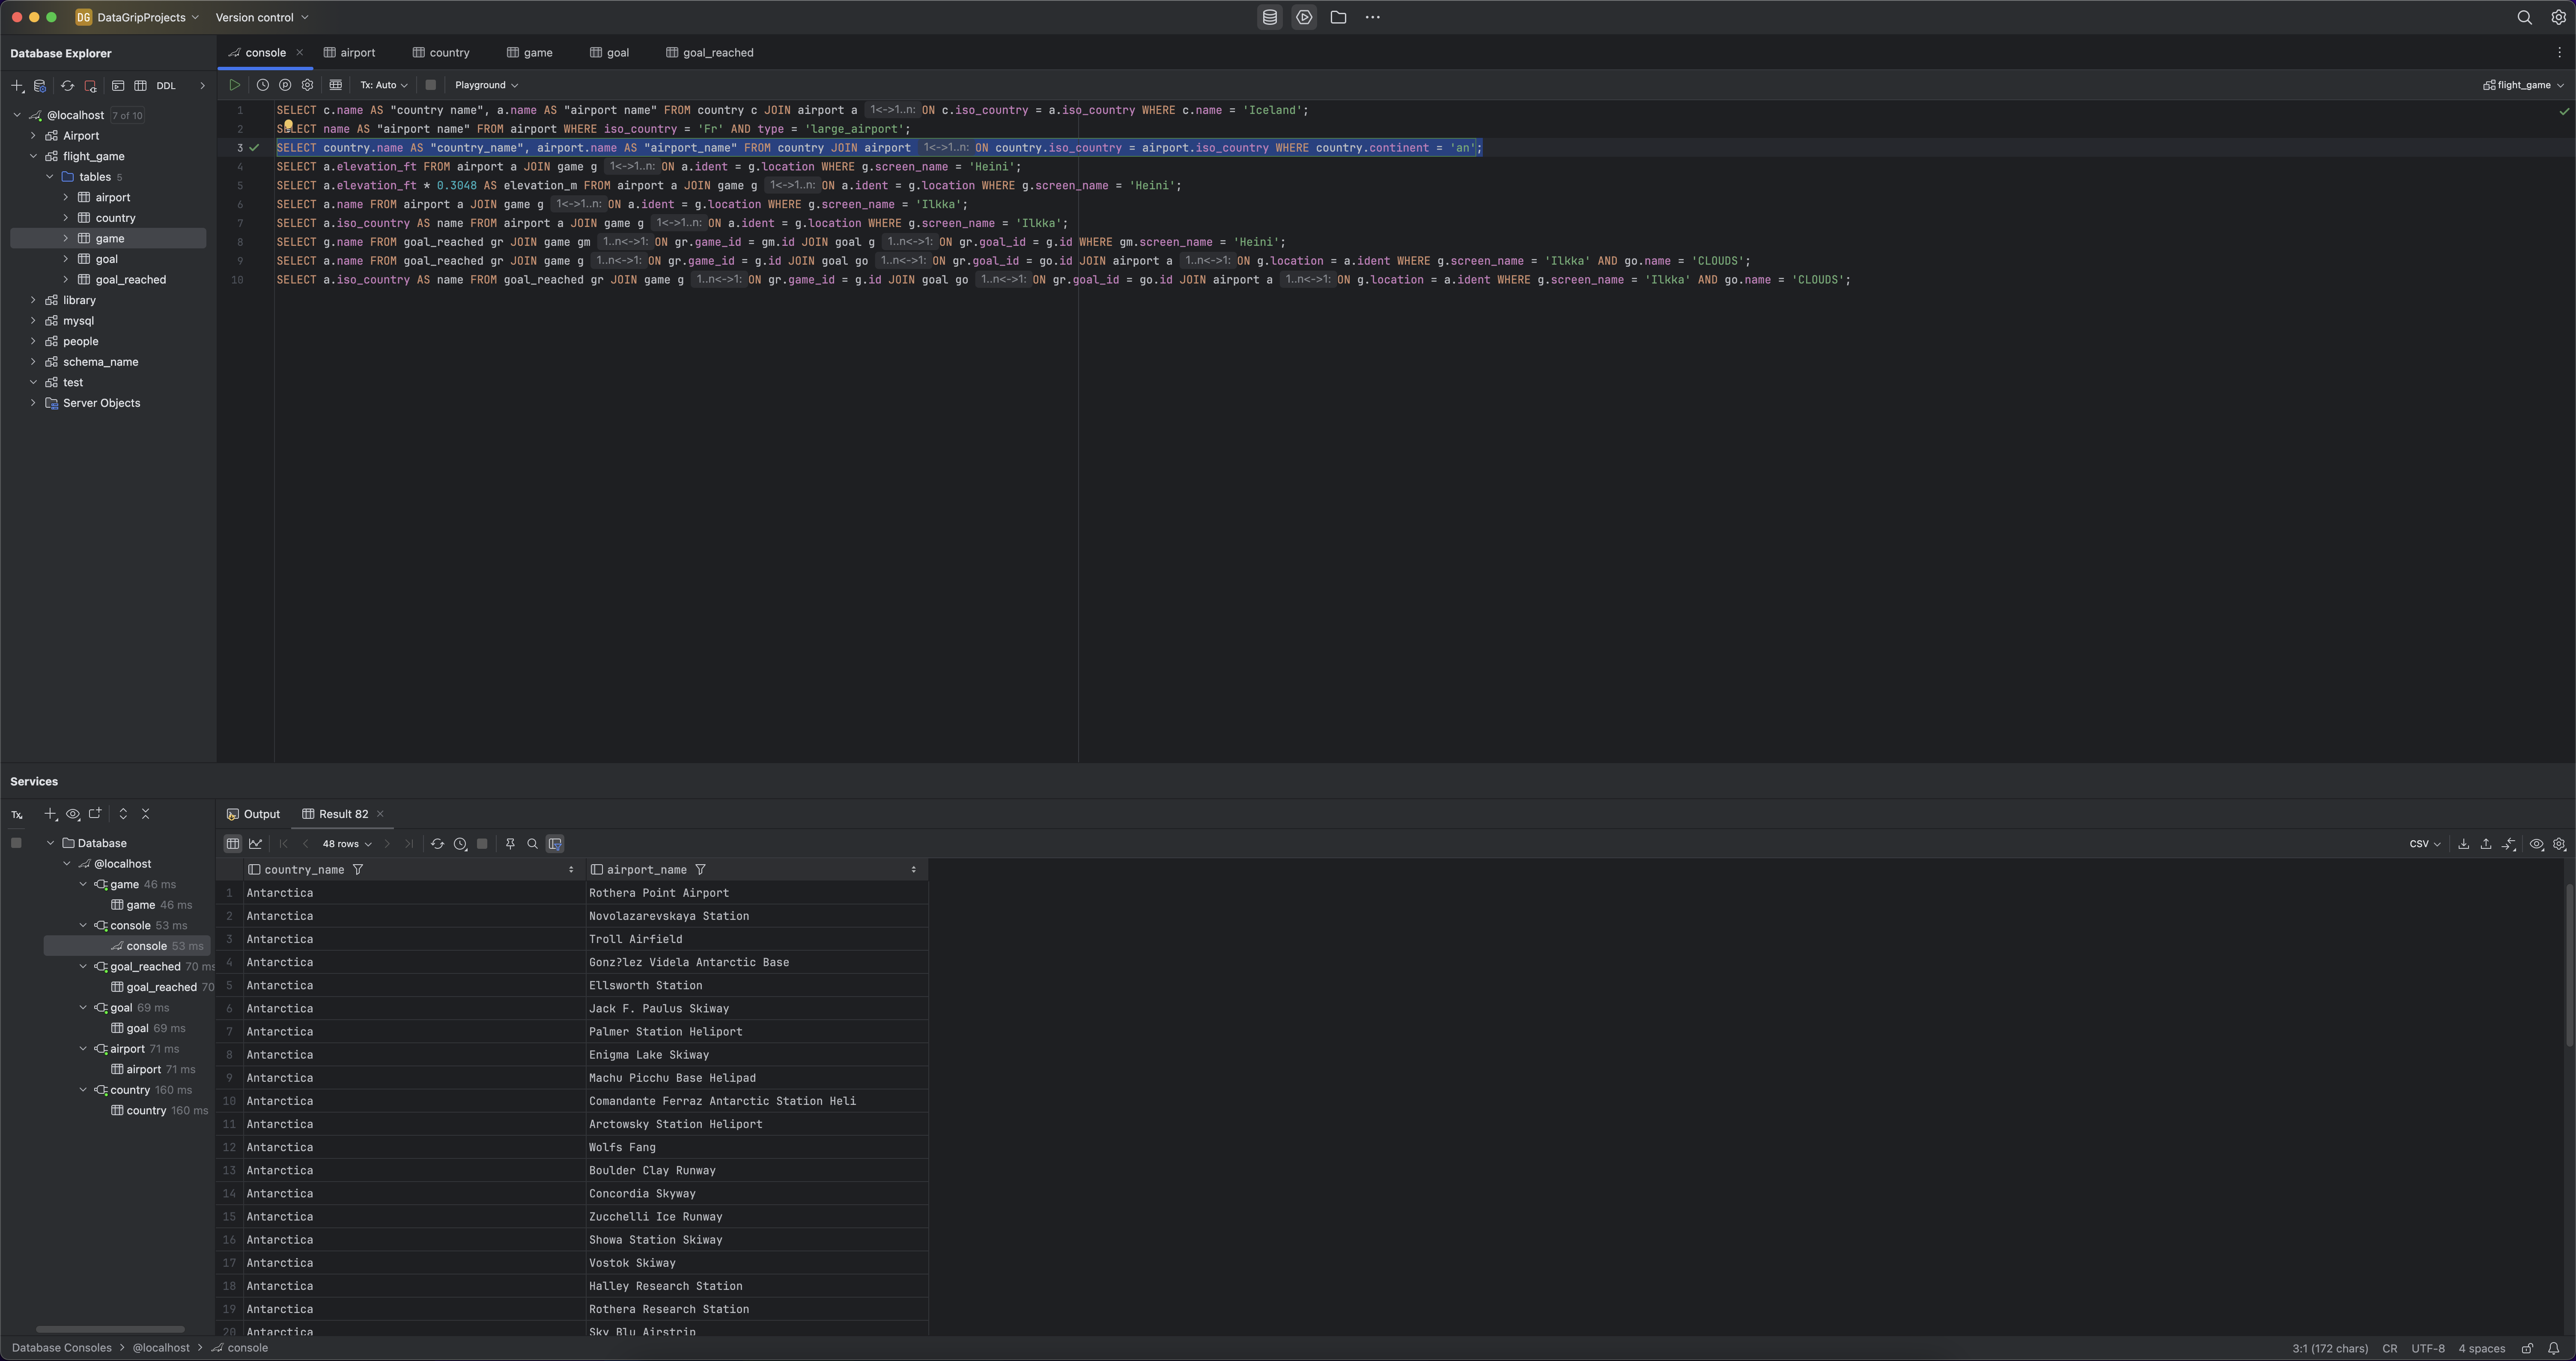 DG DataGripProjects Version control
Database Explorer
console airport country game goal goal_reached
DDL
Tx: Auto Playground flight_game
@localhost 7 of 10
Airport
flight_game
tables 5
airport
country
game
goal
goal_reached
library
mysql
people
schema_name
test
Server Objects
1 SELECT c.name AS "country name", a.name AS "airport name" FROM country c JOIN airport a 1<->1..n: ON c.iso_country = a.iso_country WHERE c.name = 'Iceland';
2 SELECT name AS "airport name" FROM airport WHERE iso_country = 'Fr' AND type = 'large_airport';
3 SELECT country.name AS "country_name", airport.name AS "airport_name" FROM country JOIN airport 1<->1..n: ON country.iso_country = airport.iso_country WHERE country.continent = 'an';
4 SELECT a.elevation_ft FROM airport a JOIN game g 1<->1..n: ON a.ident = g.location WHERE g.screen_name = 'Heini';
5 SELECT a.elevation_ft * 0.3048 AS elevation_m FROM airport a JOIN game g 1<->1..n: ON a.ident = g.location WHERE g.screen_name = 'Heini';
6 SELECT a.name FROM airport a JOIN game g 1<->1..n: ON a.ident = g.location WHERE g.screen_name = 'Ilkka';
7 SELECT a.iso_country AS name FROM airport a JOIN game g 1<->1..n: ON a.ident = g.location WHERE g.screen_name = 'Ilkka';
8 SELECT g.name FROM goal_reached gr JOIN game gm 1..n<->1: ON gr.game_id = gm.id JOIN goal g 1..n<->1: ON gr.goal_id = g.id WHERE gm.screen_name = 'Heini';
9 SELECT a.name FROM goal_reached gr JOIN game g 1..n<->1: ON gr.game_id = g.id JOIN goal go 1..n<->1: ON gr.goal_id = go.id JOIN airport a 1..n<->1: ON g.location = a.ident WHERE g.screen_name = 'Ilkka' AND go.name = 'CLOUDS';
10 SELECT a.iso_country AS name FROM goal_reached gr JOIN game g 1..n<->1: ON gr.game_id = g.id JOIN goal go 1..n<->1: ON gr.goal_id = go.id JOIN airport a 1..n<->1: ON g.location = a.ident WHERE g.screen_name = 'Ilkka' AND go.name = 'CLOUDS';
Services
Tx
Database
@localhost
game 46 ms
game 46 ms
console 53 ms
console 53 ms
goal_reached 70 ms
goal_reached 70
goal 69 ms
goal 69 ms
airport 71 ms
airport 71 ms
country 160 ms
country 160 ms
Output Result 82
48 rows CSV
country_name airport_name
1 Antarctica Rothera Point Airport
2 Antarctica Novolazarevskaya Station
3 Antarctica Troll Airfield
4 Antarctica Gonz?lez Videla Antarctic Base
5 Antarctica Ellsworth Station
6 Antarctica Jack F. Paulus Skiway
7 Antarctica Palmer Station Heliport
8 Antarctica Enigma Lake Skiway
9 Antarctica Machu Picchu Base Helipad
10 Antarctica Comandante Ferraz Antarctic Station Heli
11 Antarctica Arctowsky Station Heliport
12 Antarctica Wolfs Fang
13 Antarctica Boulder Clay Runway
14 Antarctica Concordia Skyway
15 Antarctica Zucchelli Ice Runway
16 Antarctica Showa Station Skiway
17 Antarctica Vostok Skiway
18 Antarctica Halley Research Station
19 Antarctica Rothera Research Station
20 Antarctica Sky Blu Airstrip
Database Consoles @localhost console 3:1 (172 chars) CR UTF-8 4 spaces